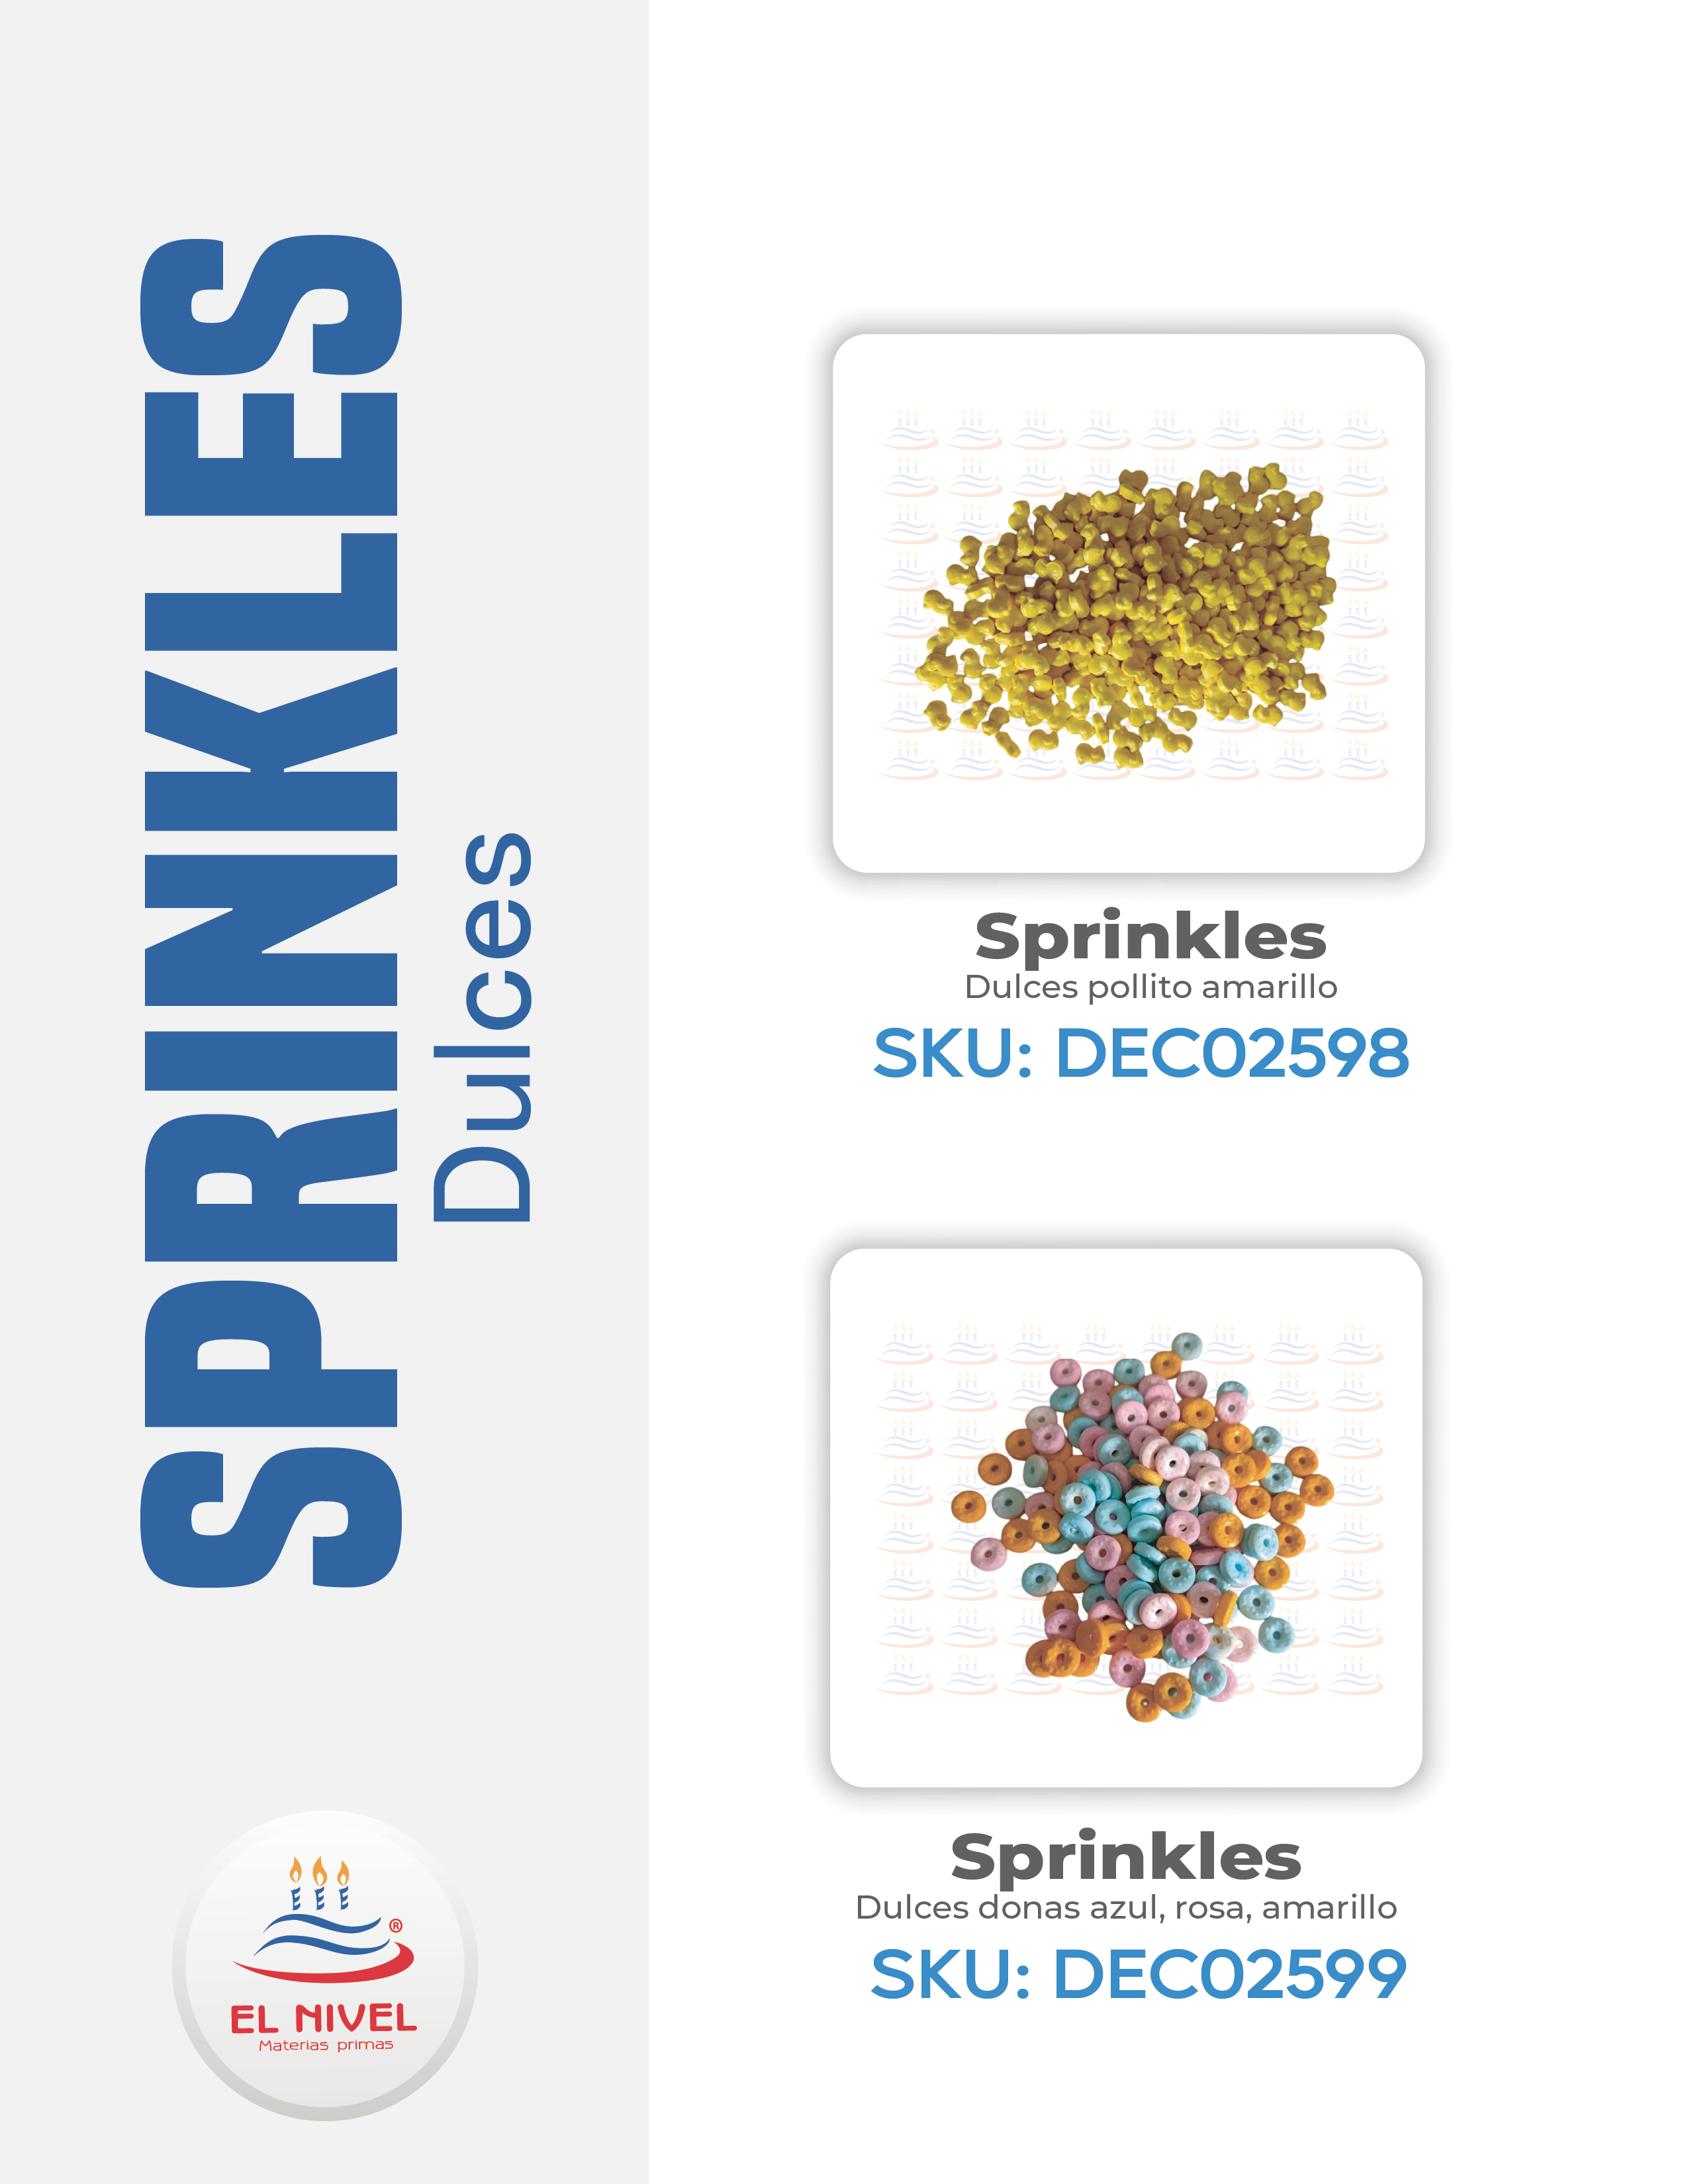 SPRINKLES
Dulces
Sprinkles
Dulces pollito amarillo
SKU: DEC02598
Sprinkles
Dulces donas azul, rosa, amarillo
SKU: DEC02599
®
EL NIVEL
Materias primas